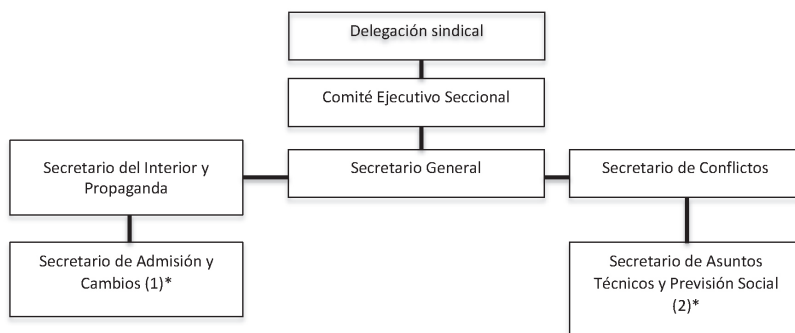 Delegación sindical
Comité Ejecutivo Seccional
Secretario del Interior y
Propaganda
Secretario General
Secretario de Conflictos
Secretario de Admisión y
Cambios (1)*
Secretario de Asuntos
Técnicos y Previsión Social
(2)*